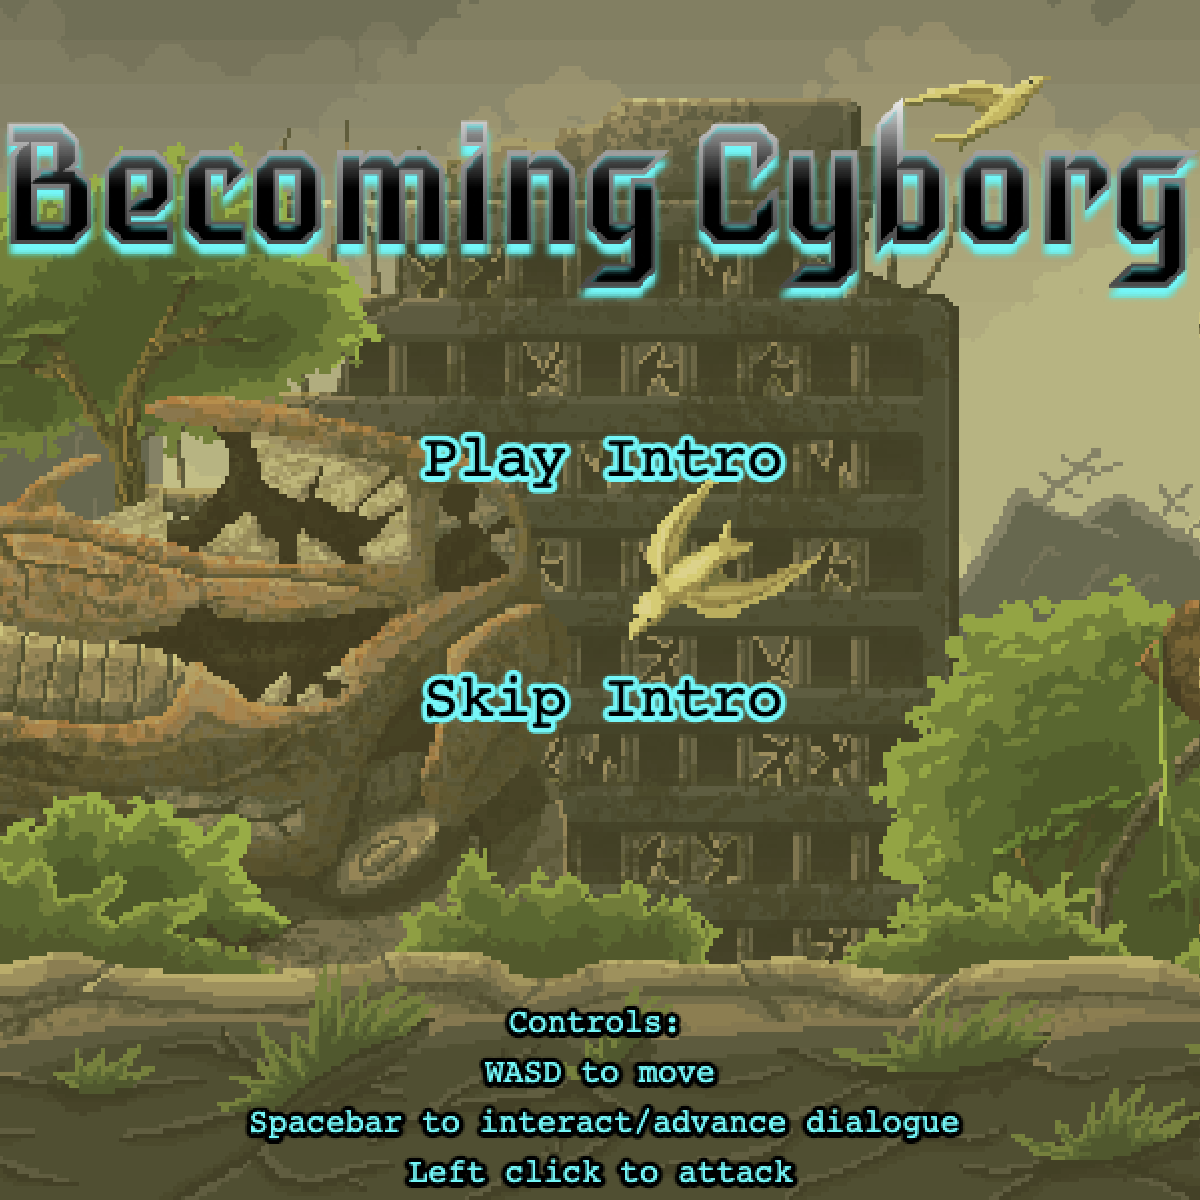 Becoming Cyborg
Play Intro
Skip Intro
Controls:
WASD to move
Spacebar to interact/advance dialogue
Left click to attack